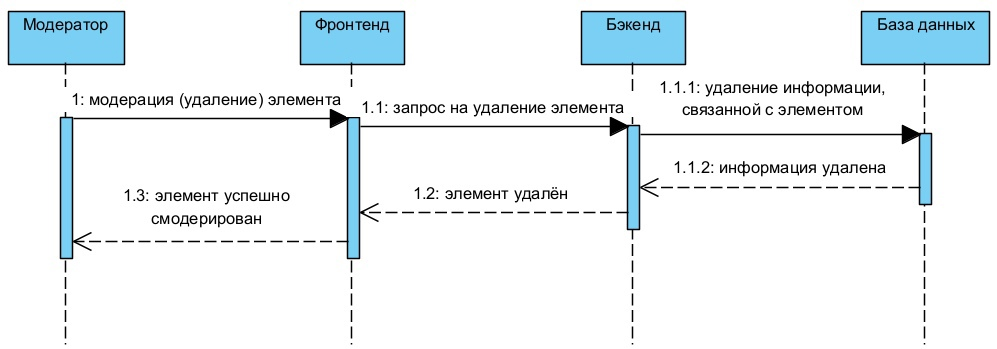 Модератор
Фронтенд
Бэкенд
База данных
1: модерация (удаление) элемента
1.1: запрос на удаление элемента
1.1.1: удаление информации,
связанной с элементом
1.1.2: информация удалена
1.2: элемент удалён
1.3: элемент успешно
смодерирован